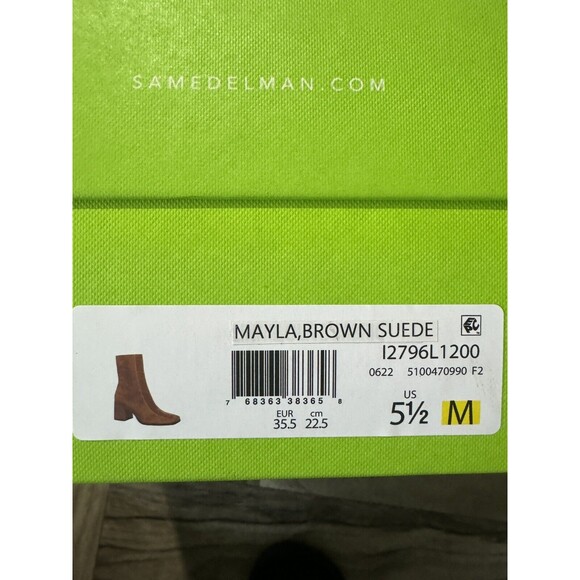 SAMEDELMAN.COM
MAYLA,BROWN SUEDE
I2796L1200
0622 5100470990 F2
7 68363 38365 8
EUR cm US
35.5 22.5 5½ M